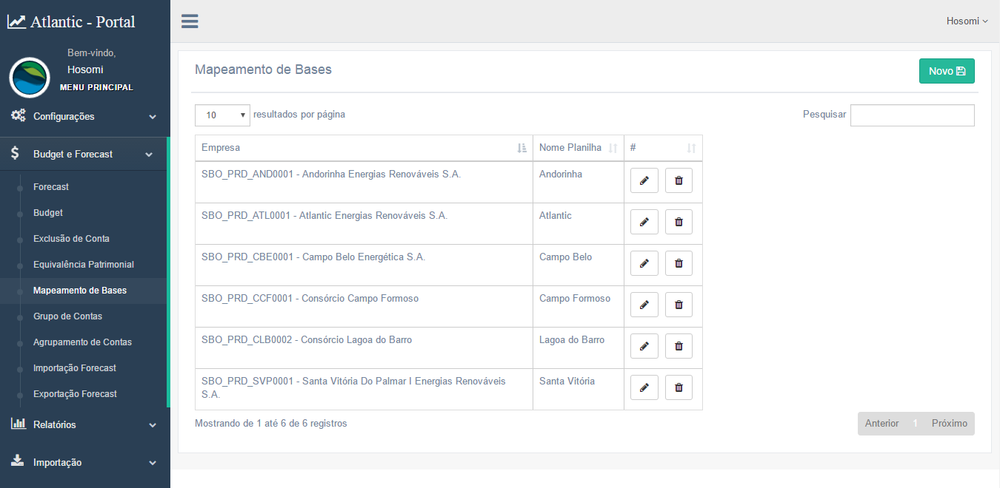 Atlantic - Portal
Bem-vindo,
Hosomi
MENU PRINCIPAL
Configurações
Budget e Forecast
Forecast
Budget
Exclusão de Conta
Equivalência Patrimonial
Mapeamento de Bases
Grupo de Contas
Agrupamento de Contas
Importação Forecast
Exportação Forecast
Relatórios
Importação
Hosomi
Mapeamento de Bases
Novo
10 resultados por página
Pesquisar
Empresa Nome Planilha #
SBO_PRD_AND0001 - Andorinha Energias Renováveis S.A. Andorinha
SBO_PRD_ATL0001 - Atlantic Energias Renováveis S.A. Atlantic
SBO_PRD_CBE0001 - Campo Belo Energética S.A. Campo Belo
SBO_PRD_CCF0001 - Consórcio Campo Formoso Campo Formoso
SBO_PRD_CLB0002 - Consórcio Lagoa do Barro Lagoa do Barro
SBO_PRD_SVP0001 - Santa Vitória Do Palmar I Energias Renováveis Santa Vitória
S.A.
Mostrando de 1 até 6 de 6 registros
Anterior 1 Próximo